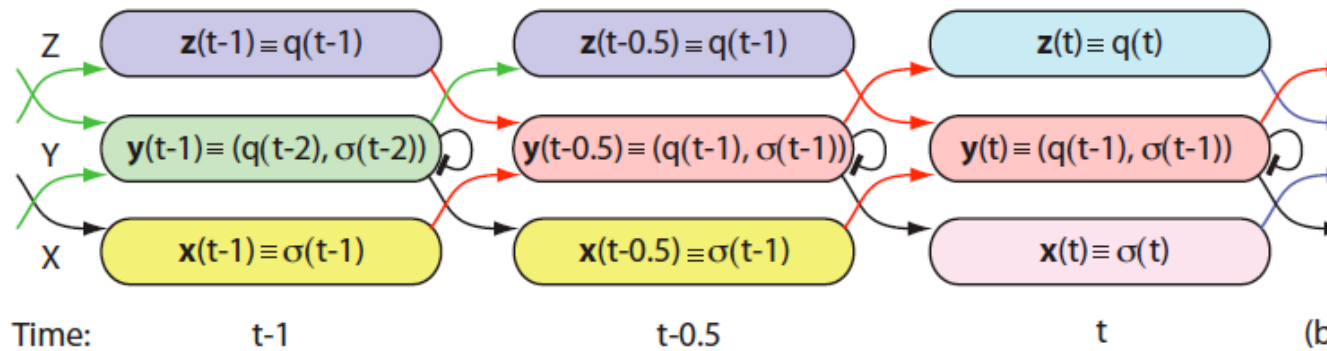 Z
z(t-1) ≡ q(t-1)
z(t-0.5) ≡ q(t-1)
z(t) ≡ q(t)
Y
y(t-1) ≡ (q(t-2), σ(t-2))
y(t-0.5) ≡ (q(t-1), σ(t-1))
y(t) ≡ (q(t-1), σ(t-1))
X
x(t-1) ≡ σ(t-1)
x(t-0.5) ≡ σ(t-1)
x(t) ≡ σ(t)
Time: t-1 t-0.5 t (b